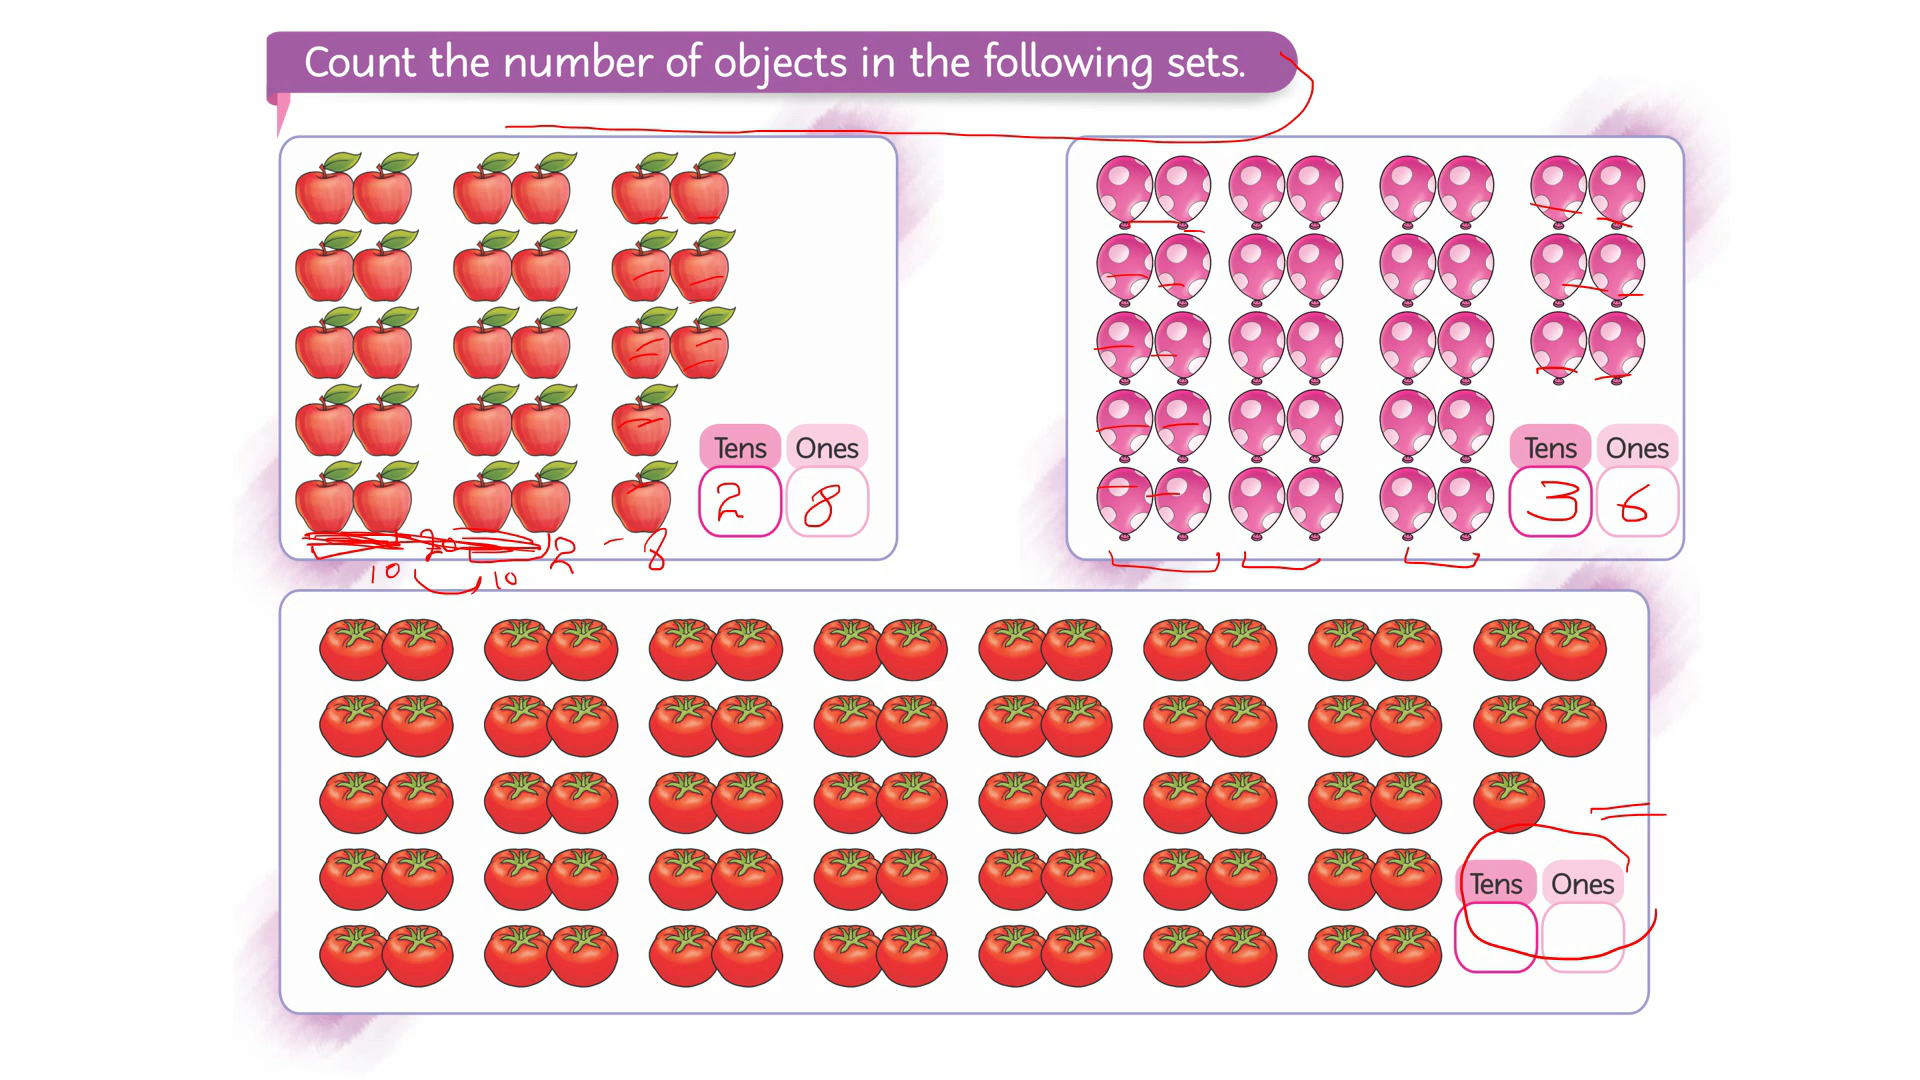 Count the number of objects in the following sets.
Tens Ones
2 8
20 2 - 8
10 10
Tens Ones
3 6
Tens Ones